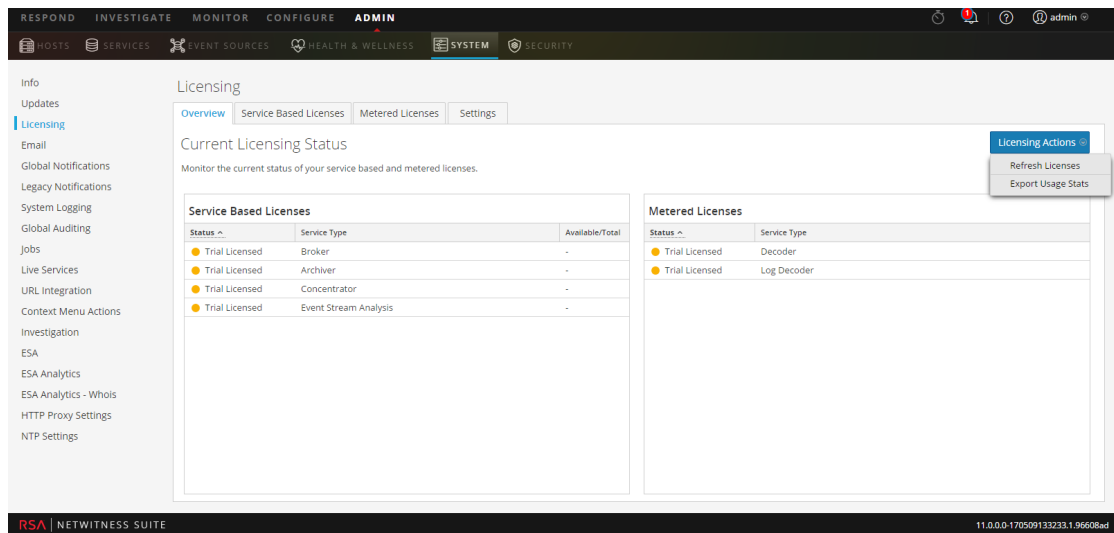 RESPOND INVESTIGATE MONITOR CONFIGURE ADMIN 1 ? admin
HOSTS SERVICES EVENT SOURCES HEALTH & WELLNESS SYSTEM SECURITY
Info
Updates
Licensing
Email
Global Notifications
Legacy Notifications
System Logging
Global Auditing
Jobs
Live Services
URL Integration
Context Menu Actions
Investigation
ESA
ESA Analytics
ESA Analytics - Whois
HTTP Proxy Settings
NTP Settings
Licensing
Overview Service Based Licenses Metered Licenses Settings
Current Licensing Status
Monitor the current status of your service based and metered licenses.
Licensing Actions
Refresh Licenses
Export Usage Stats
Service Based Licenses
Status Service Type Available/Total
Trial Licensed Broker -
Trial Licensed Archiver -
Trial Licensed Concentrator -
Trial Licensed Event Stream Analysis -
Metered Licenses
Status Service Type
Trial Licensed Decoder
Trial Licensed Log Decoder
RSA | NETWITNESS SUITE
11.0.0.0-170509133233.1.96608ad